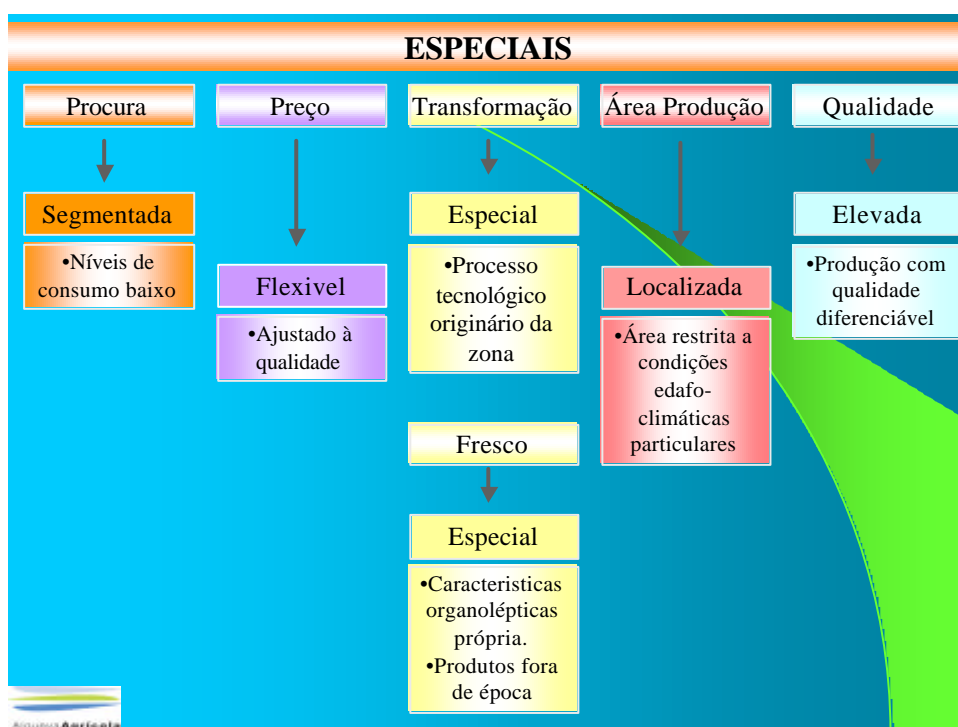 ESPECIAIS
Procura
Segmentada
•Níveis de
consumo baixo
Preço
Flexivel
•Ajustado à
qualidade
Transformação
Especial
•Processo
tecnológico
originário da
zona
Fresco
Especial
•Caracteristicas
organolépticas
própria.
•Produtos fora
de época
Área Produção
Localizada
•Área restrita a
condições
edafo-
climáticas
particulares
Qualidade
Elevada
•Produção com
qualidade
diferenciável